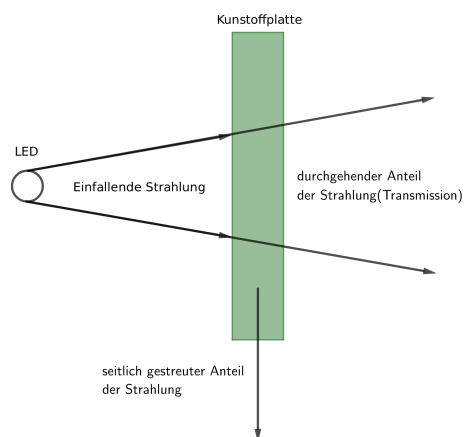 Kunstoffplatte
LED
Einfallende Strahlung
durchgehender Anteil
der Strahlung(Transmission)
seitlich gestreuter Anteil
der Strahlung